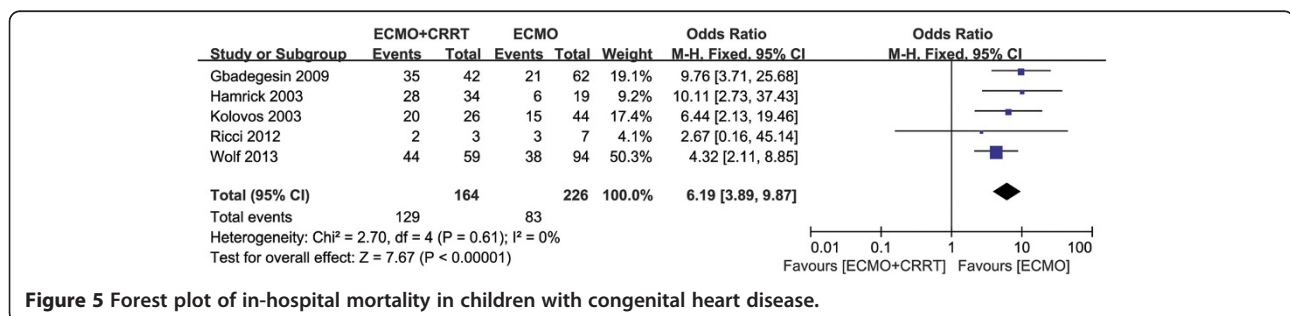 ECMO+CRRT ECMO Odds Ratio Odds Ratio
Study or Subgroup Events Total Events Total Weight M-H, Fixed, 95% CI M-H, Fixed, 95% CI
Gbadegesin 2009 35 42 21 62 19.1% 9.76 [3.71, 25.68]
Hamrick 2003 28 34 6 19 9.2% 10.11 [2.73, 37.43]
Kolovos 2003 20 26 15 44 17.4% 6.44 [2.13, 19.46]
Ricci 2012 2 3 3 7 4.1% 2.67 [0.16, 45.14]
Wolf 2013 44 59 38 94 50.3% 4.32 [2.11, 8.85]
Total (95% CI) 164 226 100.0% 6.19 [3.89, 9.87]
Total events 129 83
Heterogeneity: Chi² = 2.70, df = 4 (P = 0.61); I² = 0%
Test for overall effect: Z = 7.67 (P < 0.00001)
0.01 0.1 1 10 100
Favours [ECMO+CRRT] Favours [ECMO]
Figure 5 Forest plot of in-hospital mortality in children with congenital heart disease.